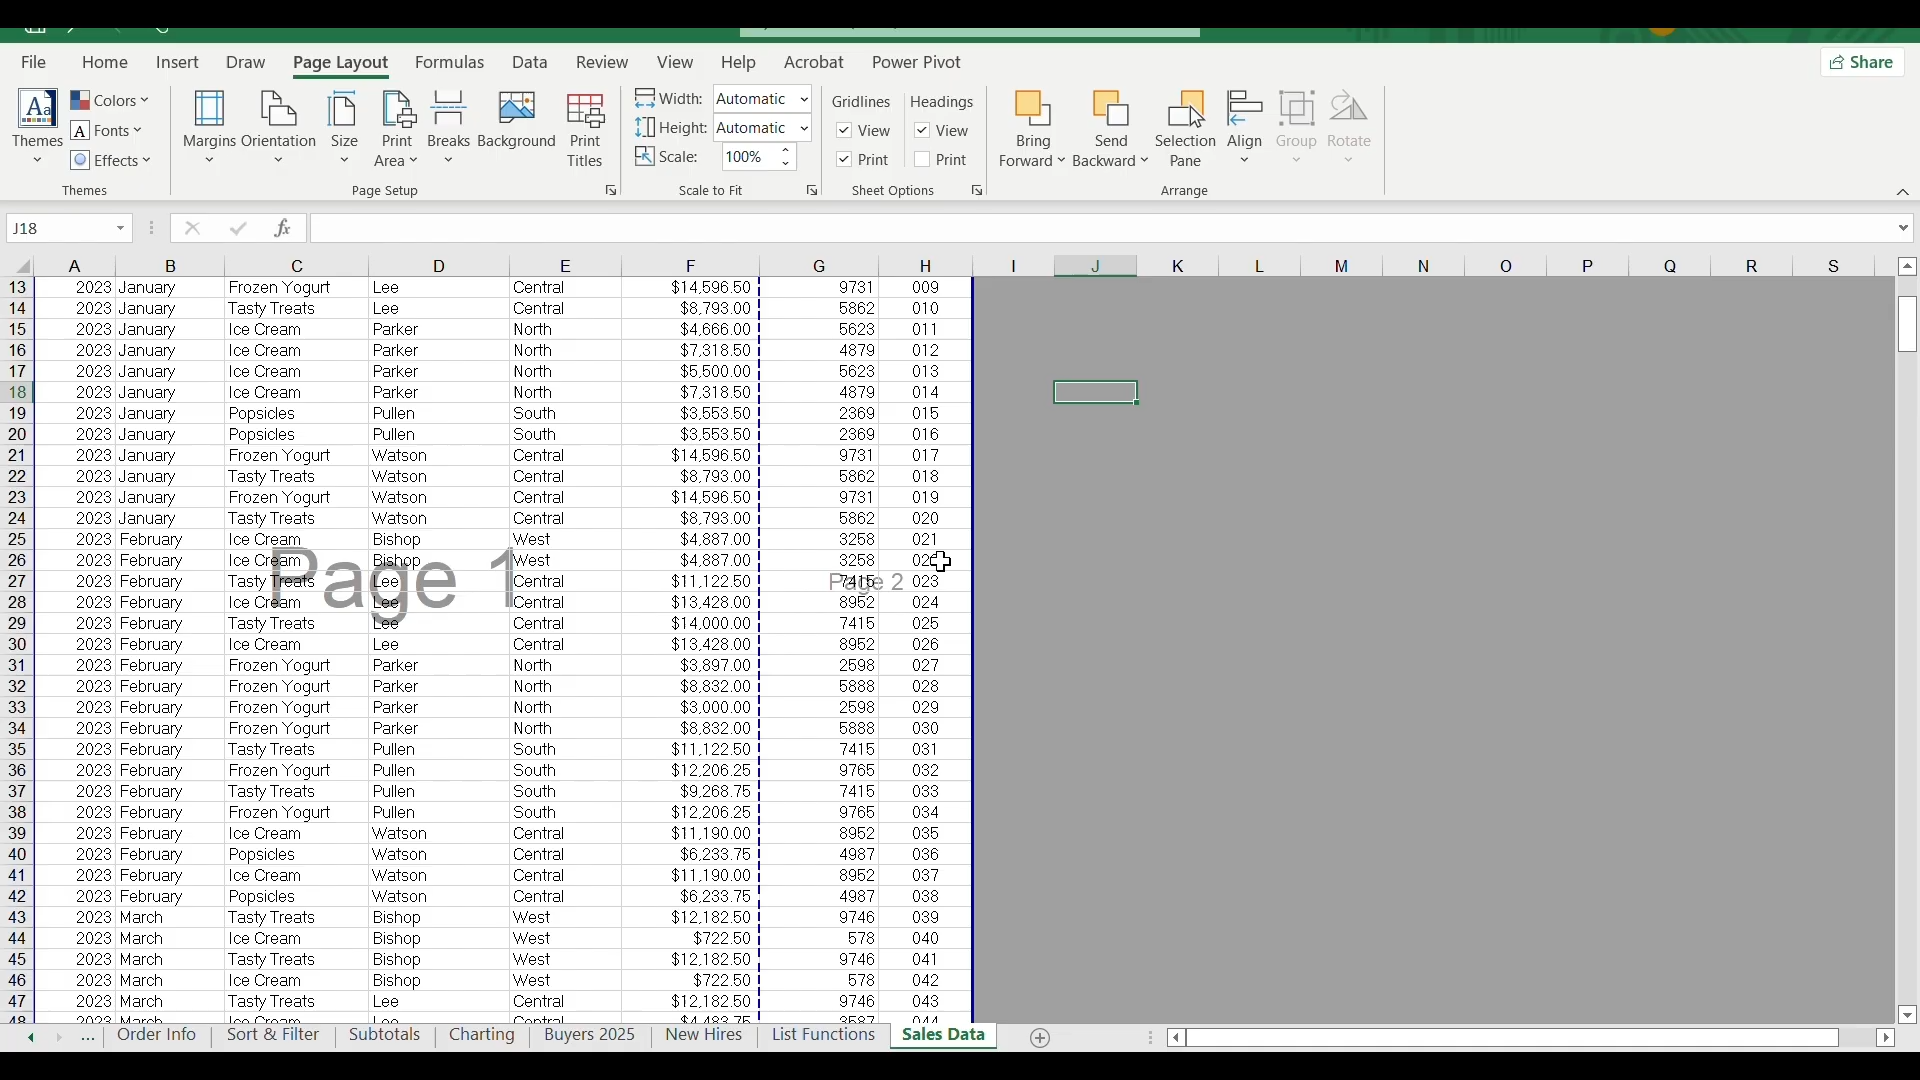 File Home Insert Draw Page Layout Formulas Data Review View Help Acrobat Power Pivot Share
Themes Colors Fonts Effects Margins Orientation Size Print Area Breaks Background Print Titles Width: Automatic Height: Automatic Scale: 100% Gridlines View Print Headings View Print Bring Forward Send Backward Selection Pane Align Group Rotate
Themes Page Setup Scale to Fit Sheet Options Arrange
J18 fx
A B C D E F G H I J K L M N O P Q R S
13 2023 January Frozen Yogurt Lee Central $14,596.50 9731 009
14 2023 January Tasty Treats Lee Central $8,793.00 5862 010
15 2023 January Ice Cream Parker North $4,666.00 5623 011
16 2023 January Ice Cream Parker North $7,318.50 4879 012
17 2023 January Ice Cream Parker North $5,500.00 5623 013
18 2023 January Ice Cream Parker North $7,318.50 4879 014
19 2023 January Popsicles Pullen South $3,553.50 2369 015
20 2023 January Popsicles Pullen South $3,553.50 2369 016
21 2023 January Frozen Yogurt Watson Central $14,596.50 9731 017
22 2023 January Tasty Treats Watson Central $8,793.00 5862 018
23 2023 January Frozen Yogurt Watson Central $14,596.50 9731 019
24 2023 January Tasty Treats Watson Central $8,793.00 5862 020
25 2023 February Ice Cream Bishop West $4,887.00 3258 021
26 2023 February Ice Cream Bishop West $4,887.00 3258
Page 1 Page 2
27 2023 February Tasty Treats Lee Central $11,122.50 7415 023
28 2023 February Ice Cream Lee Central $13,428.00 8952 024
29 2023 February Tasty Treats Lee Central $14,000.00 7415 025
30 2023 February Ice Cream Lee Central $13,428.00 8952 026
31 2023 February Frozen Yogurt Parker North $3,897.00 2598 027
32 2023 February Frozen Yogurt Parker North $8,832.00 5888 028
33 2023 February Frozen Yogurt Parker North $3,000.00 2598 029
34 2023 February Frozen Yogurt Parker North $8,832.00 5888 030
35 2023 February Tasty Treats Pullen South $11,122.50 7415 031
36 2023 February Frozen Yogurt Pullen South $12,206.25 9765 032
37 2023 February Tasty Treats Pullen South $9,268.75 7415 033
38 2023 February Frozen Yogurt Pullen South $12,206.25 9765 034
39 2023 February Ice Cream Watson Central $11,190.00 8952 035
40 2023 February Popsicles Watson Central $6,233.75 4987 036
41 2023 February Ice Cream Watson Central $11,190.00 8952 037
42 2023 February Popsicles Watson Central $6,233.75 4987 038
43 2023 March Tasty Treats Bishop West $12,182.50 9746 039
44 2023 March Ice Cream Bishop West $722.50 578 040
45 2023 March Tasty Treats Bishop West $12,182.50 9746 041
46 2023 March Ice Cream Bishop West $722.50 578 042
47 2023 March Tasty Treats Lee Central $12,182.50 9746 043
48 2023 March Ice Cream Lee Central $4,483.75 3587 044
... Order Info Sort & Filter Subtotals Charting Buyers 2025 New Hires List Functions Sales Data